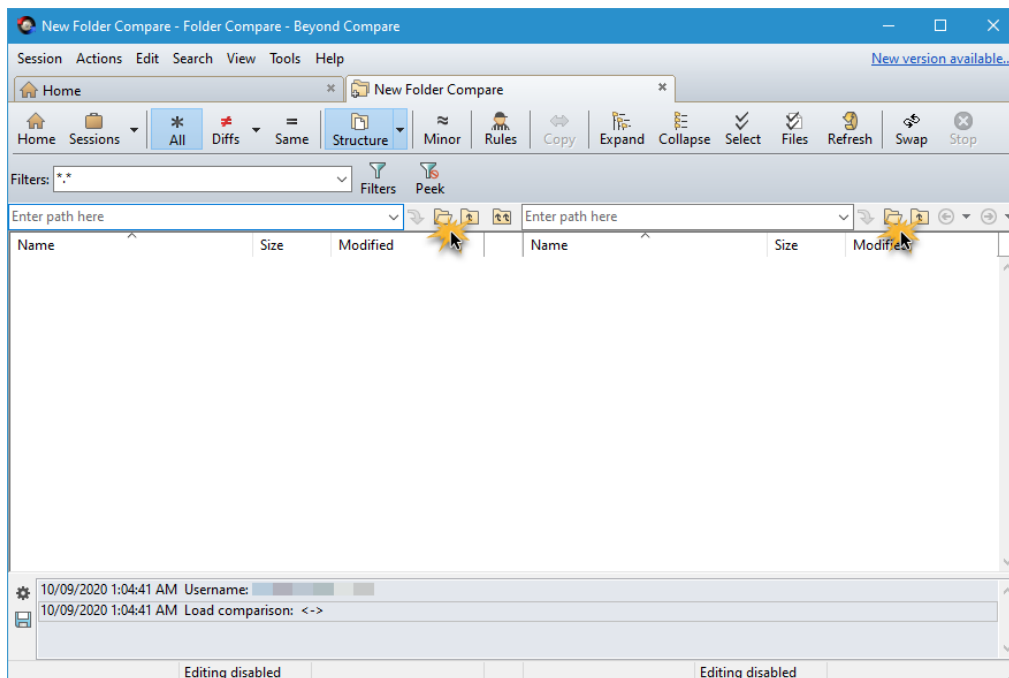 New Folder Compare - Folder Compare - Beyond Compare
Session Actions Edit Search View Tools Help New version available..
Home New Folder Compare
Home Sessions All Diffs Same Structure Minor Rules Copy Expand Collapse Select Files Refresh Swap Stop
Filters: *.* Filters Peek
Enter path here Enter path here
Name Size Modified Name Size Modified
10/09/2020 1:04:41 AM Username:
10/09/2020 1:04:41 AM Load comparison: <->
Editing disabled Editing disabled